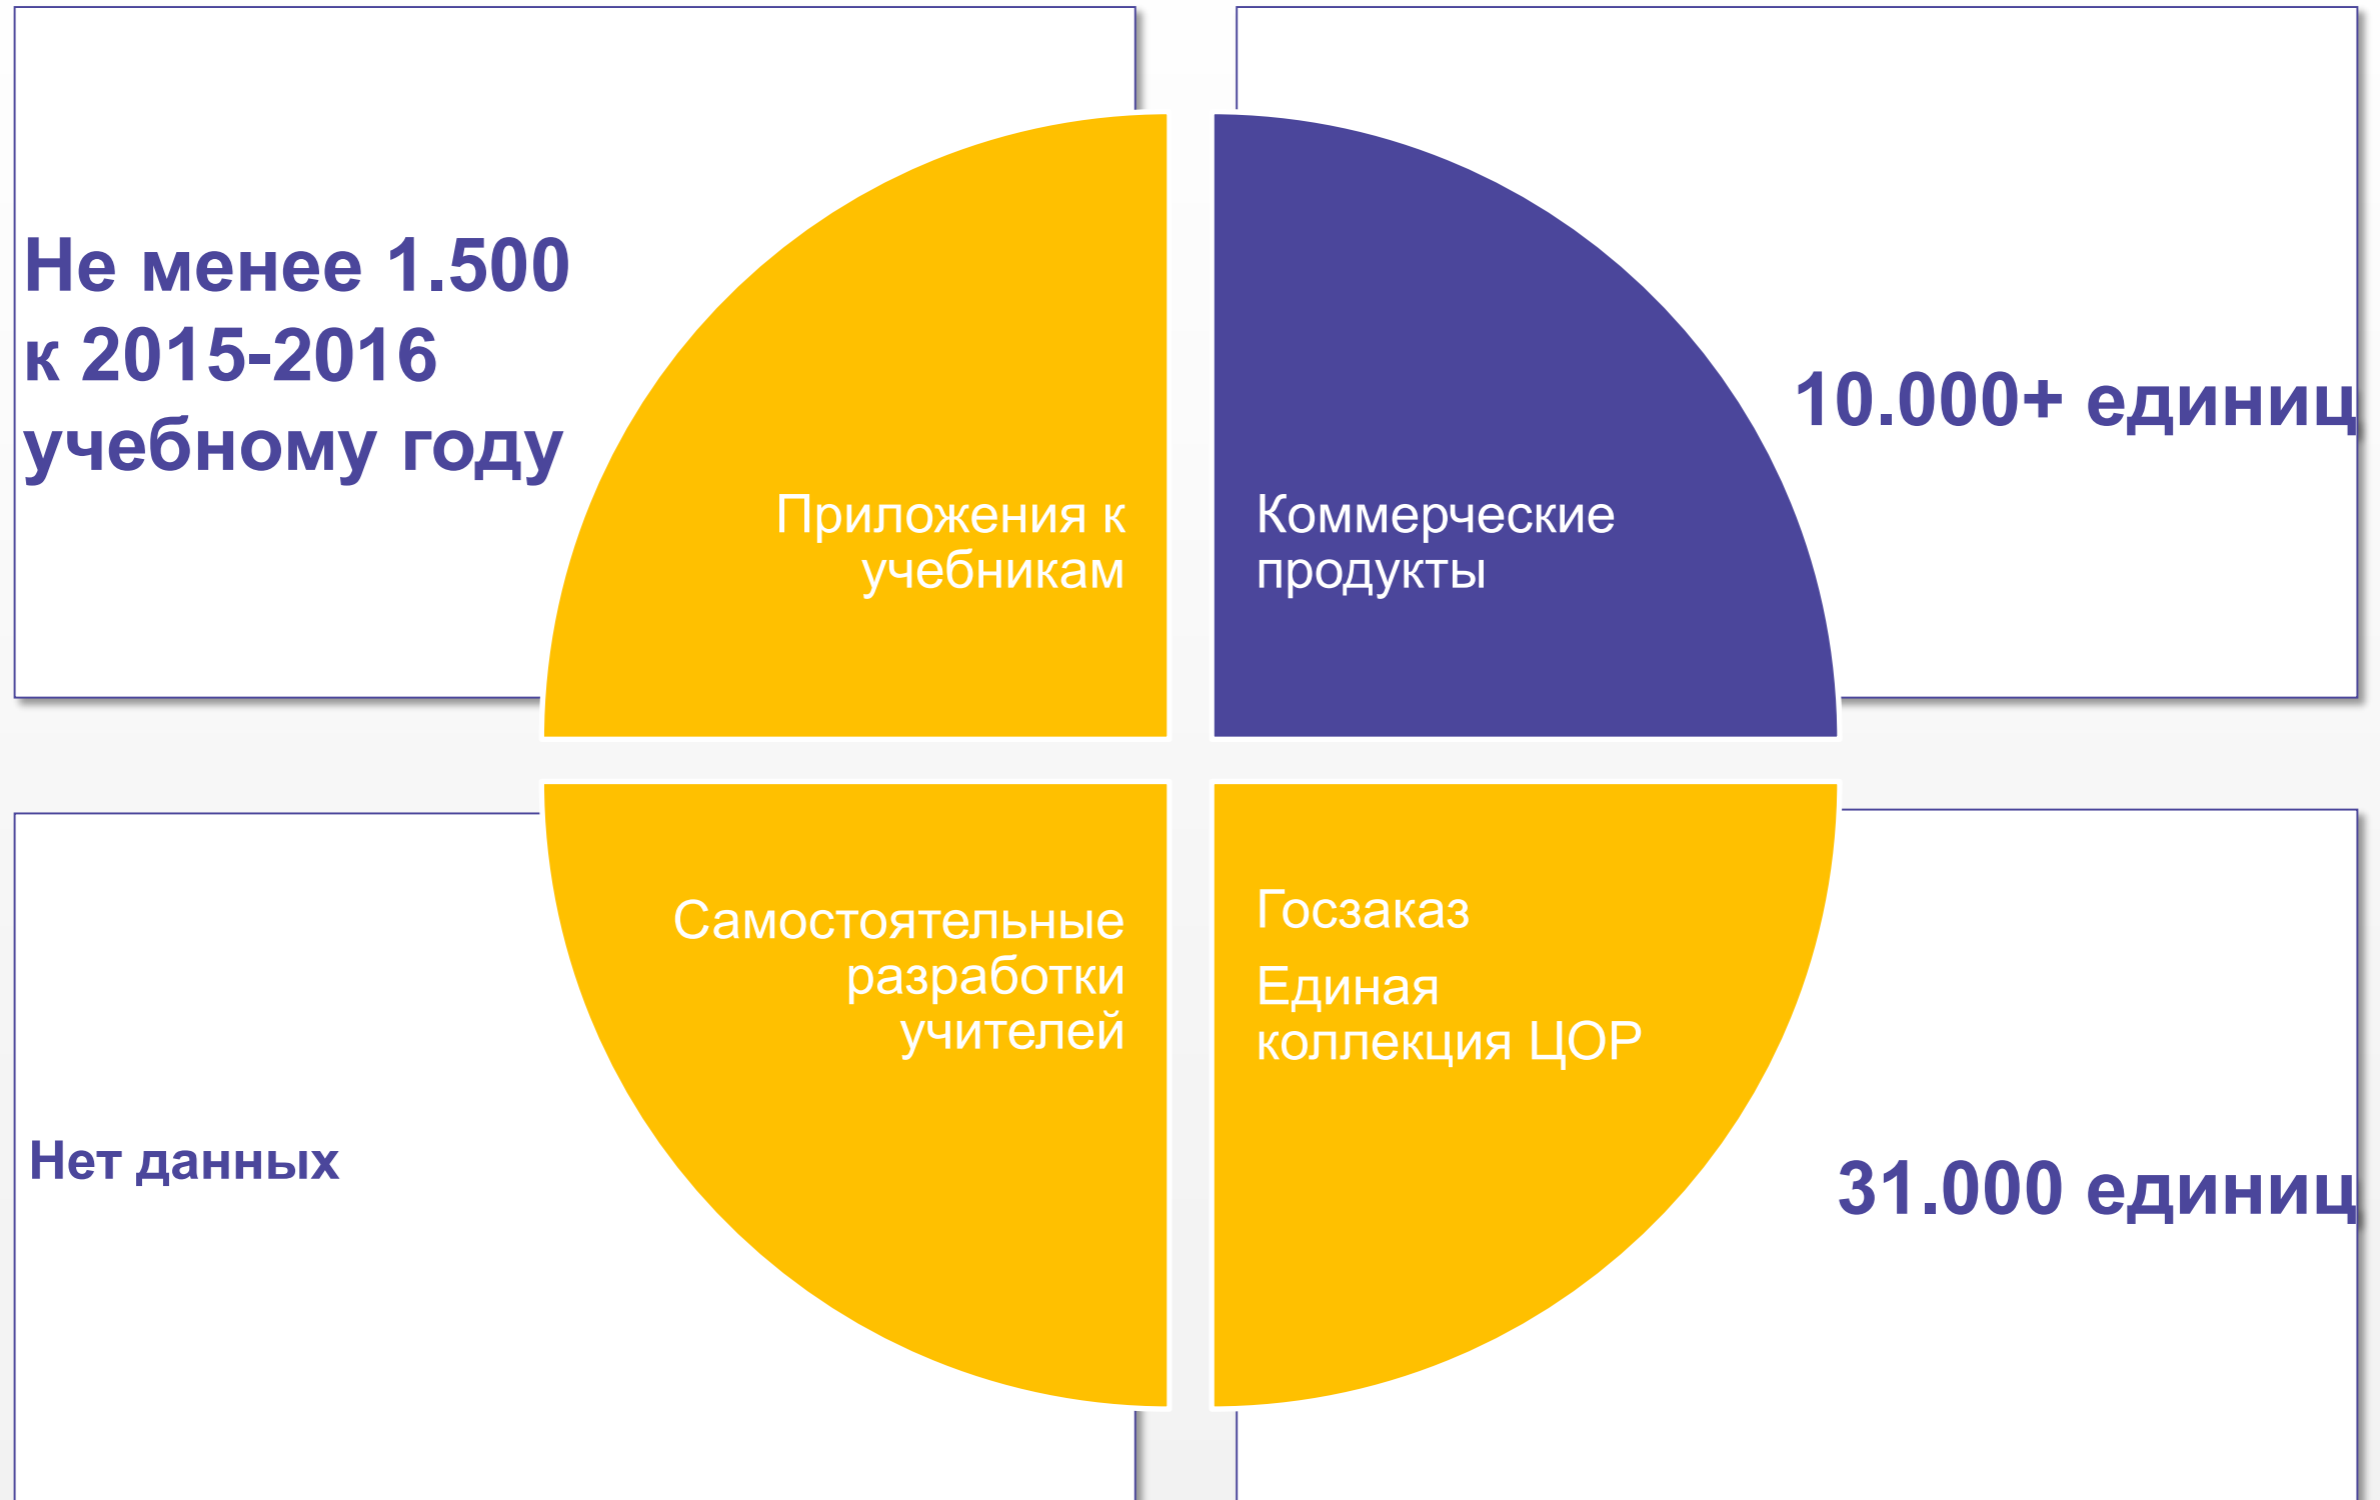 Не менее 1.500
к 2015-2016
учебному году
Приложения к
учебникам
Коммерческие
продукты
10.000+ единиц
Самостоятельные
разработки
учителей
Нет данных
Госзаказ
Единая
коллекция ЦОР
31.000 единиц